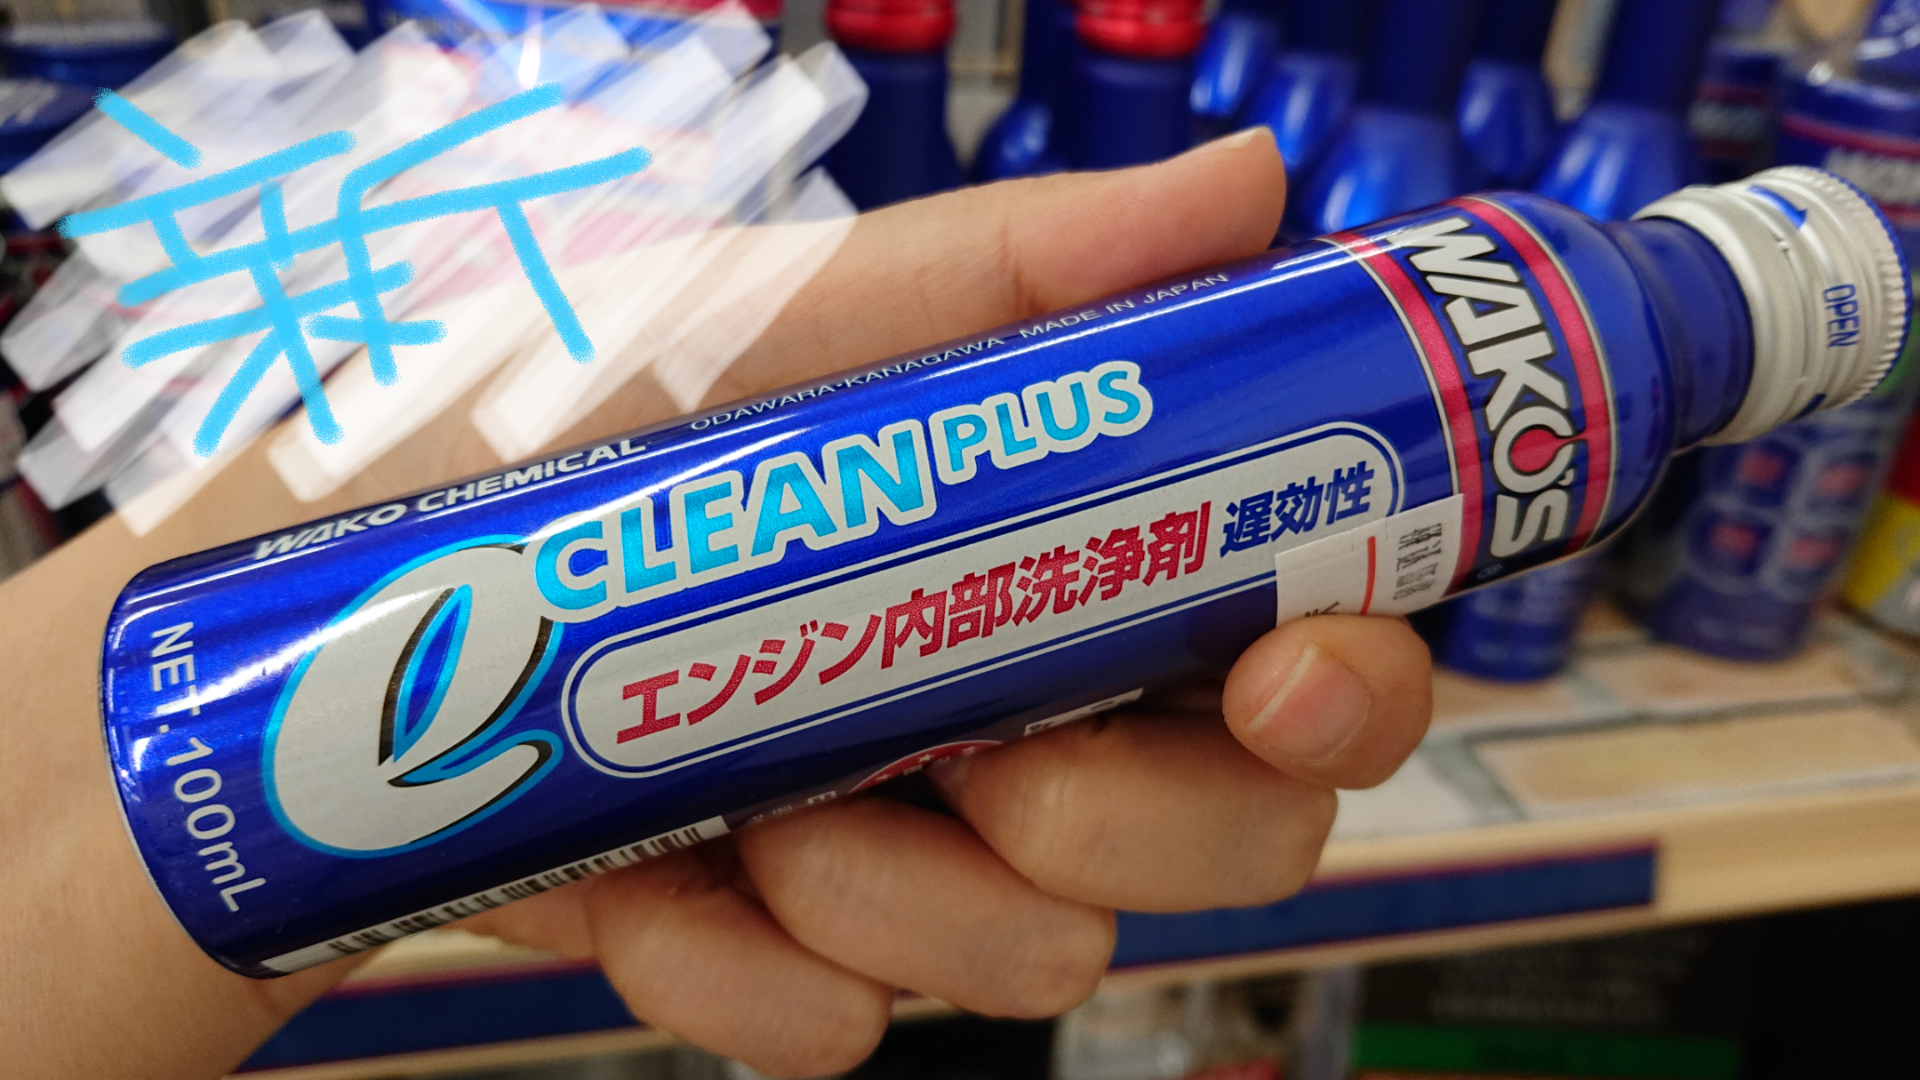 新
WAKO CHEMICAL ODAWARA・KANAGAWA MADE IN JAPAN
e CLEAN PLUS
エンジン内部洗浄剤 遅効性
NET.100mL
WAKO'S
OPEN